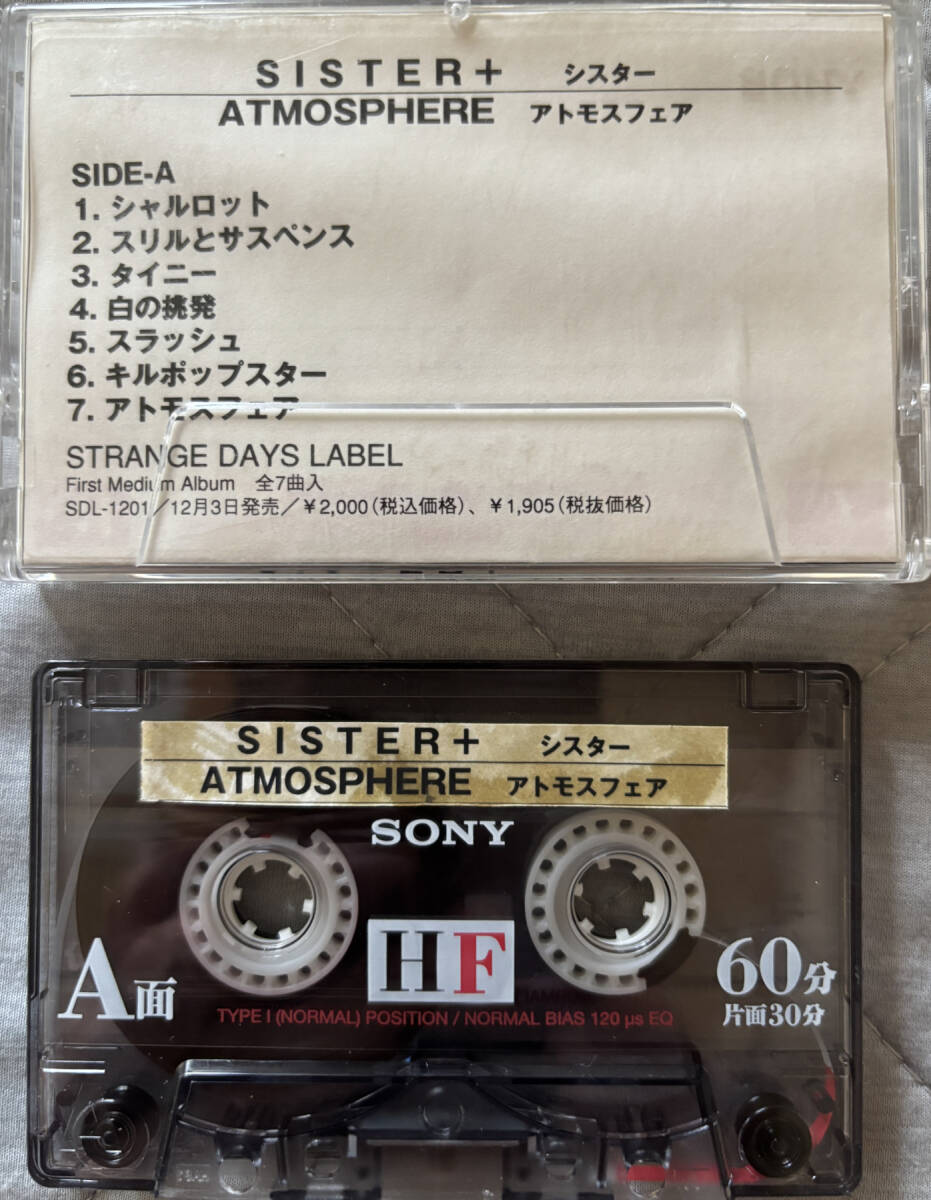 SISTER+ シスター
ATMOSPHERE アトモスフェア
SIDE-A
1. シャルロット
2. スリルとサスペンス
3. タイニー
4. 白の挑発
5. スラッシュ
6. キルポップスター
7. アトモスフェア
STRANGE DAYS LABEL
First Medium Album 全7曲入
SDL-1201/12月3日発売/¥2,000(税込価格)、¥1,905(税抜価格)
SISTER+ シスター
ATMOSPHERE アトモスフェア
SONY
HF
A面
60分
片面30分
TYPE I (NORMAL) POSITION / NORMAL BIAS 120 μs EQ